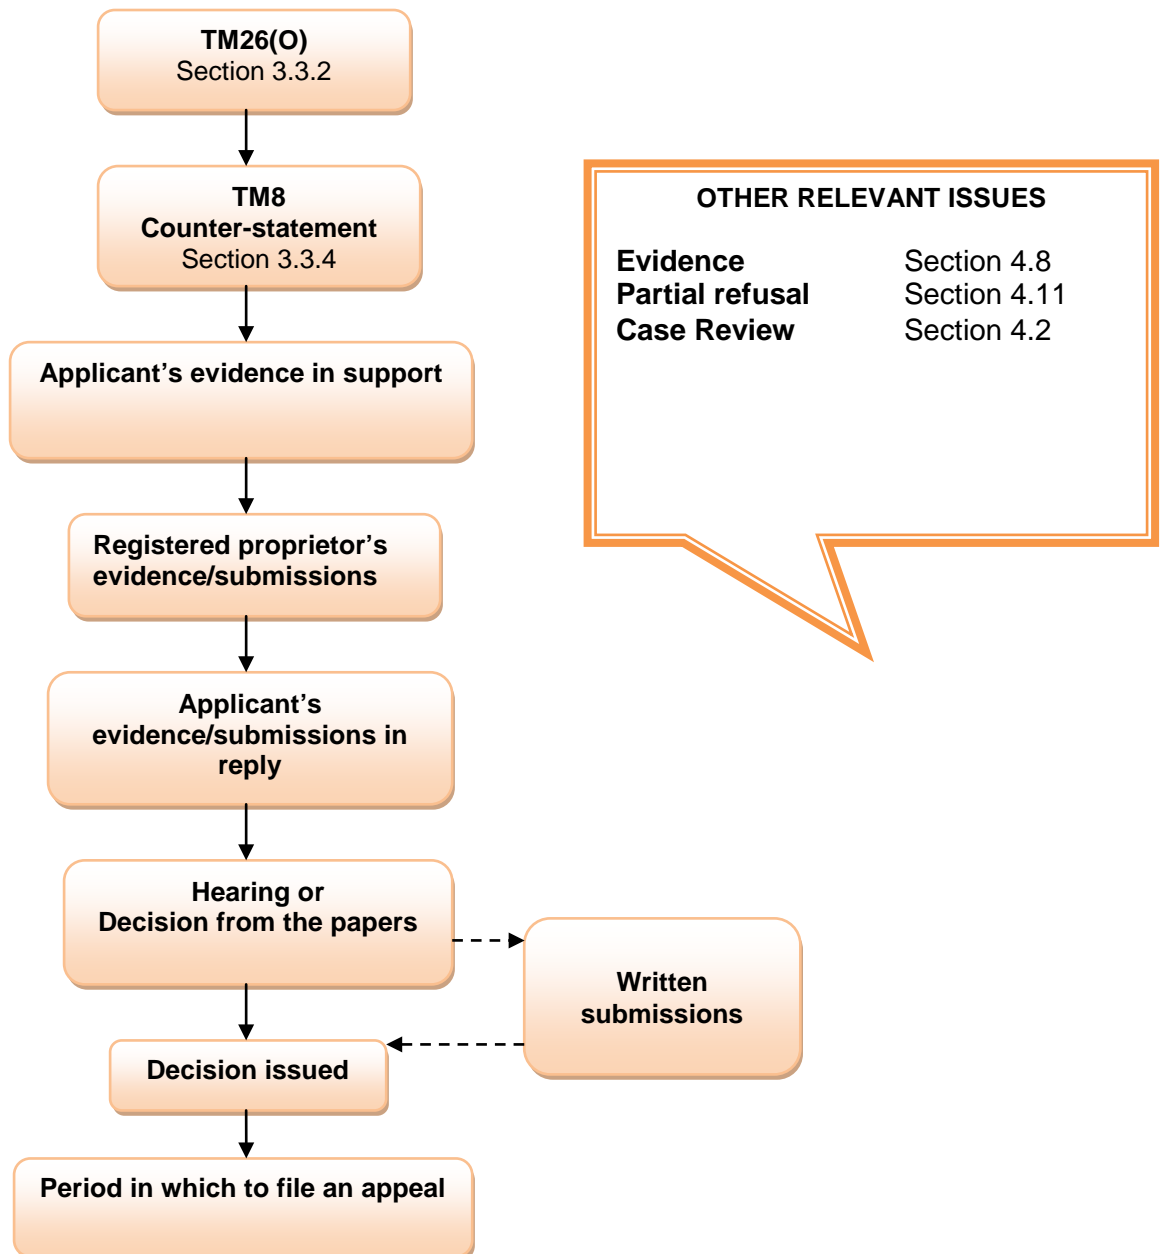 TM26(O)
Section 3.3.2
TM8
Counter-statement
Section 3.3.4
Applicant’s evidence in support
Registered proprietor’s
evidence/submissions
Applicant’s
evidence/submissions in
reply
Hearing or
Decision from the papers
Written
submissions
Decision issued
Period in which to file an appeal
OTHER RELEVANT ISSUES
Evidence Section 4.8
Partial refusal Section 4.11
Case Review Section 4.2